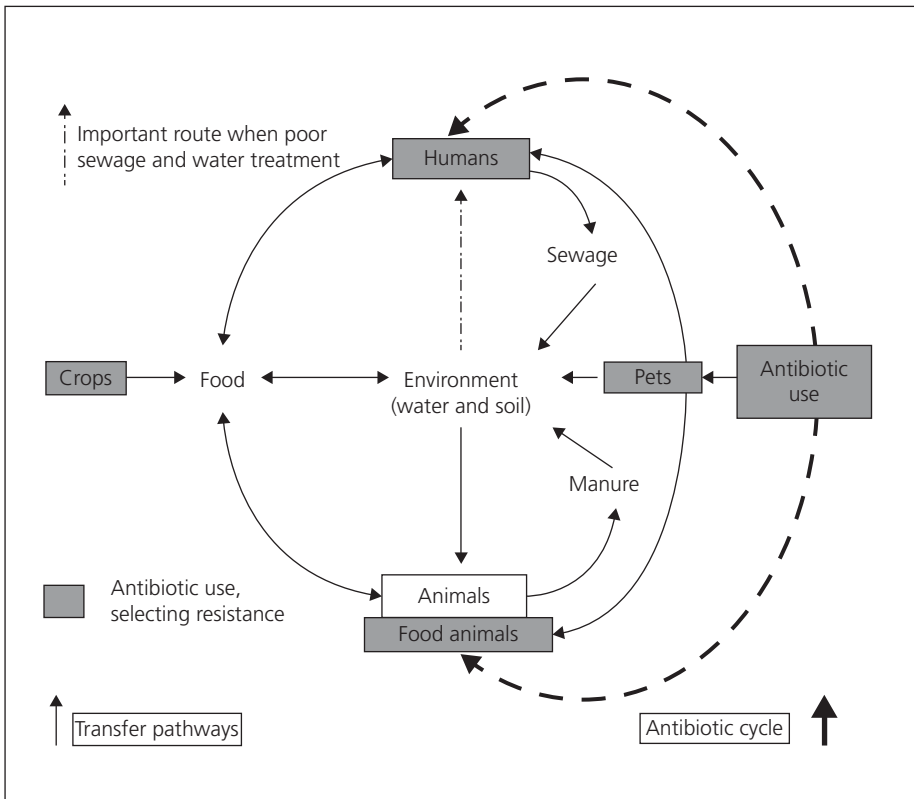 Important route when poor
sewage and water treatment
Humans
Sewage
Crops
Food
Environment
(water and soil)
Pets
Antibiotic
use
Manure
Antibiotic use,
selecting resistance
Animals
Food animals
Transfer pathways
Antibiotic cycle